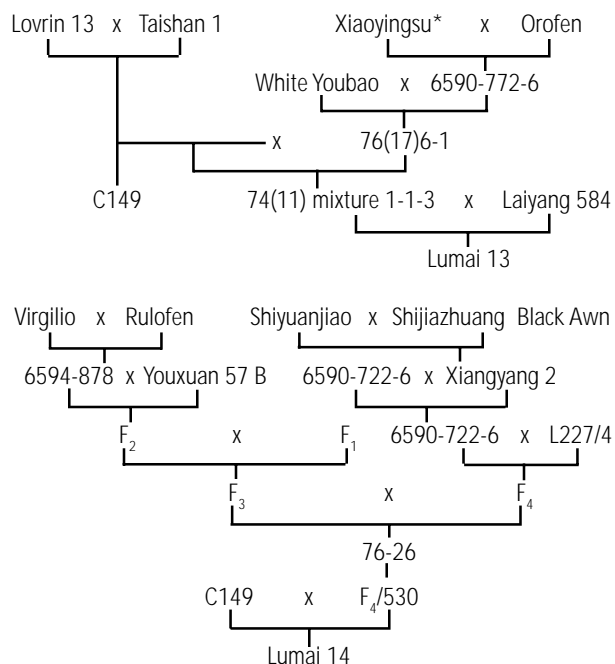 Lovrin 13 x Taishan 1 Xiaoyingsu* x Orofen
White Youbao x 6590-772-6
x 76(17)6-1
C149 74(11) mixture 1-1-3 x Laiyang 584
Lumai 13
Virgilio x Rulofen Shiyuanjiao x Shijiazhuang Black Awn
6594-878 x Youxuan 57 B 6590-722-6 x Xiangyang 2
F₂ x F₁ 6590-722-6 x L227/4
F₃ x F₄
76-26
C149 x F₄/530
Lumai 14